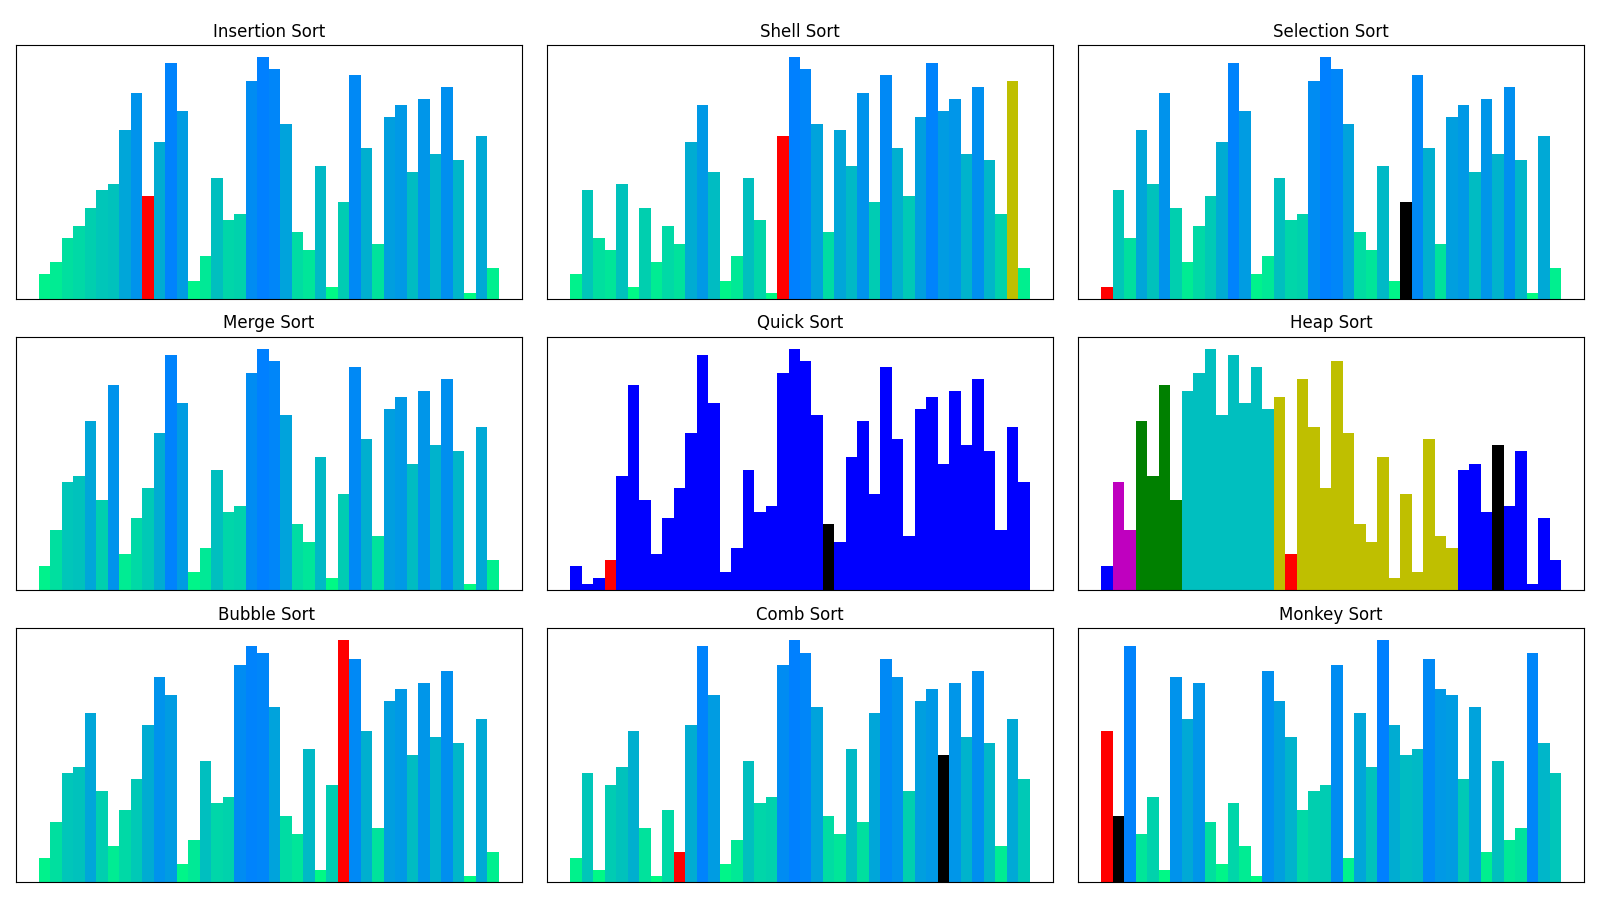 Insertion Sort
Shell Sort
Selection Sort
Merge Sort
Quick Sort
Heap Sort
Bubble Sort
Comb Sort
Monkey Sort